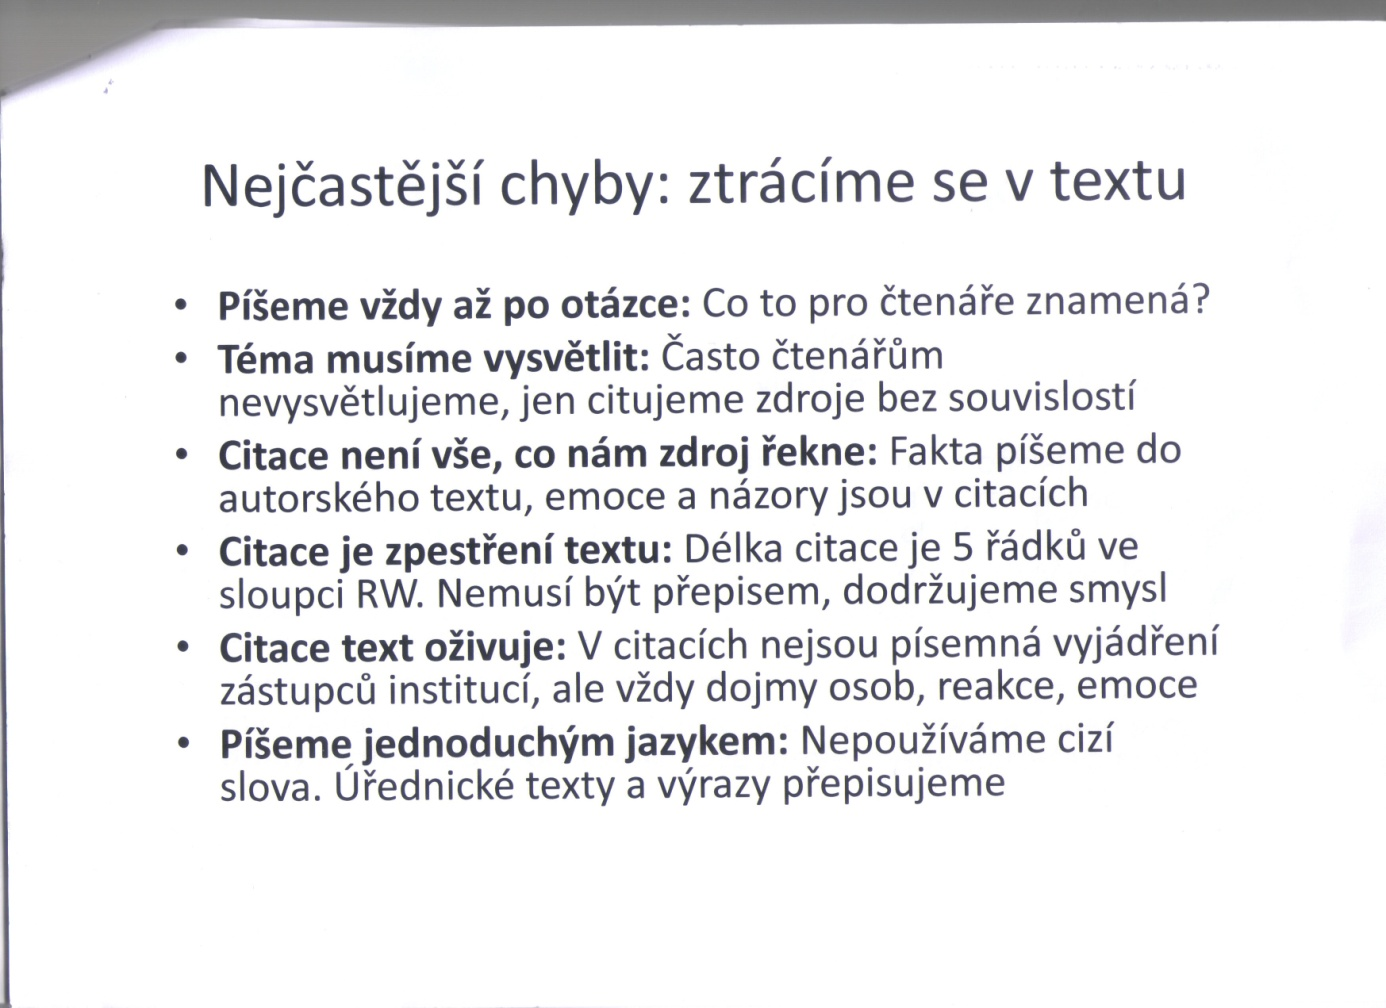 Nejčastější chyby: ztrácíme se v textu
• Píšeme vždy až po otázce: Co to pro čtenáře znamená?
• Téma musíme vysvětlit: Často čtenářům
nevysvětlujeme, jen citujeme zdroje bez souvislostí
• Citace není vše, co nám zdroj řekne: Fakta píšeme do
autorského textu, emoce a názory jsou v citacích
• Citace je zpestření textu: Délka citace je 5 řádků ve
sloupci RW. Nemusí být přepisem, dodržujeme smysl
• Citace text oživuje: V citacích nejsou písemná vyjádření
zástupců institucí, ale vždy dojmy osob, reakce, emoce
• Píšeme jednoduchým jazykem: Nepoužíváme cizí
slova. Úřednické texty a výrazy přepisujeme